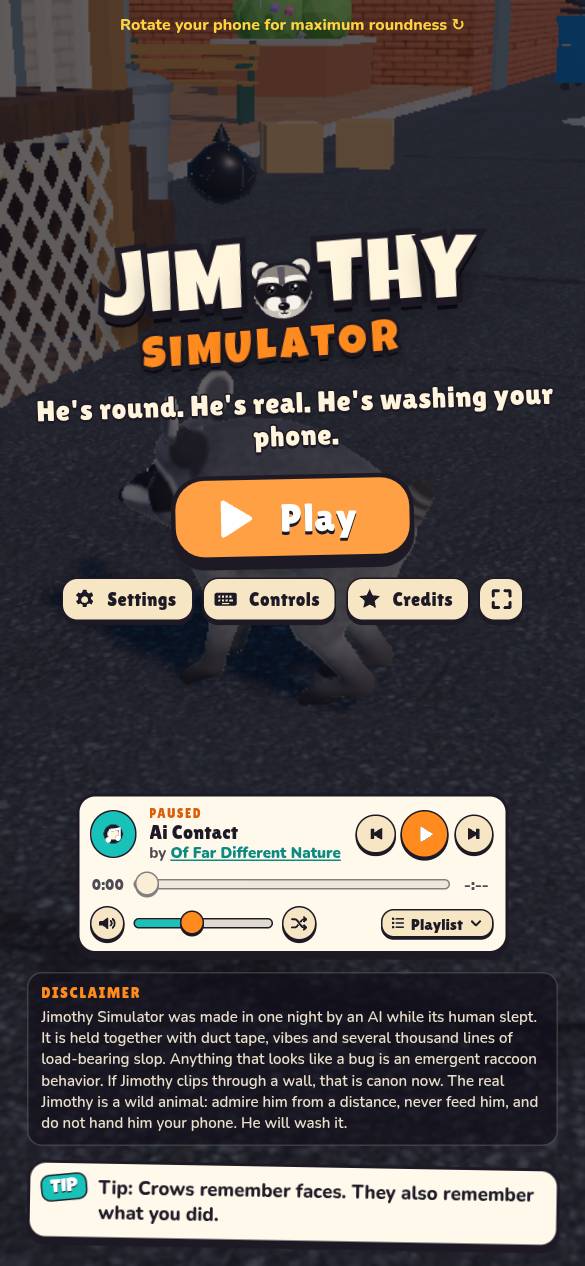 Rotate your phone for maximum roundness ↻
JIM THY
SIMULATOR
He's round. He's real. He's washing your
phone.
Play
Settings
Controls
Credits
PAUSED
Ai Contact
by Of Far Different Nature
0:00
-:--
Playlist
DISCLAIMER
Jimothy Simulator was made in one night by an AI while its human slept.
It is held together with duct tape, vibes and several thousand lines of
load-bearing slop. Anything that looks like a bug is an emergent raccoon
behavior. If Jimothy clips through a wall, that is canon now. The real
Jimothy is a wild animal: admire him from a distance, never feed him, and
do not hand him your phone. He will wash it.
TIP
Tip: Crows remember faces. They also remember
what you did.